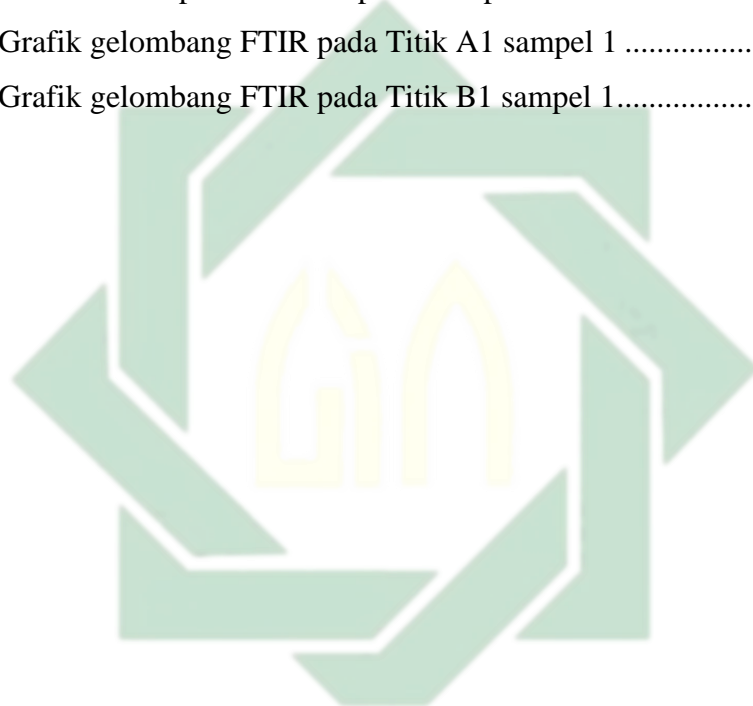 Grafik gelombang FTIR pada Titik A1 sampel 1 ................
Grafik gelombang FTIR pada Titik B1 sampel 1.................